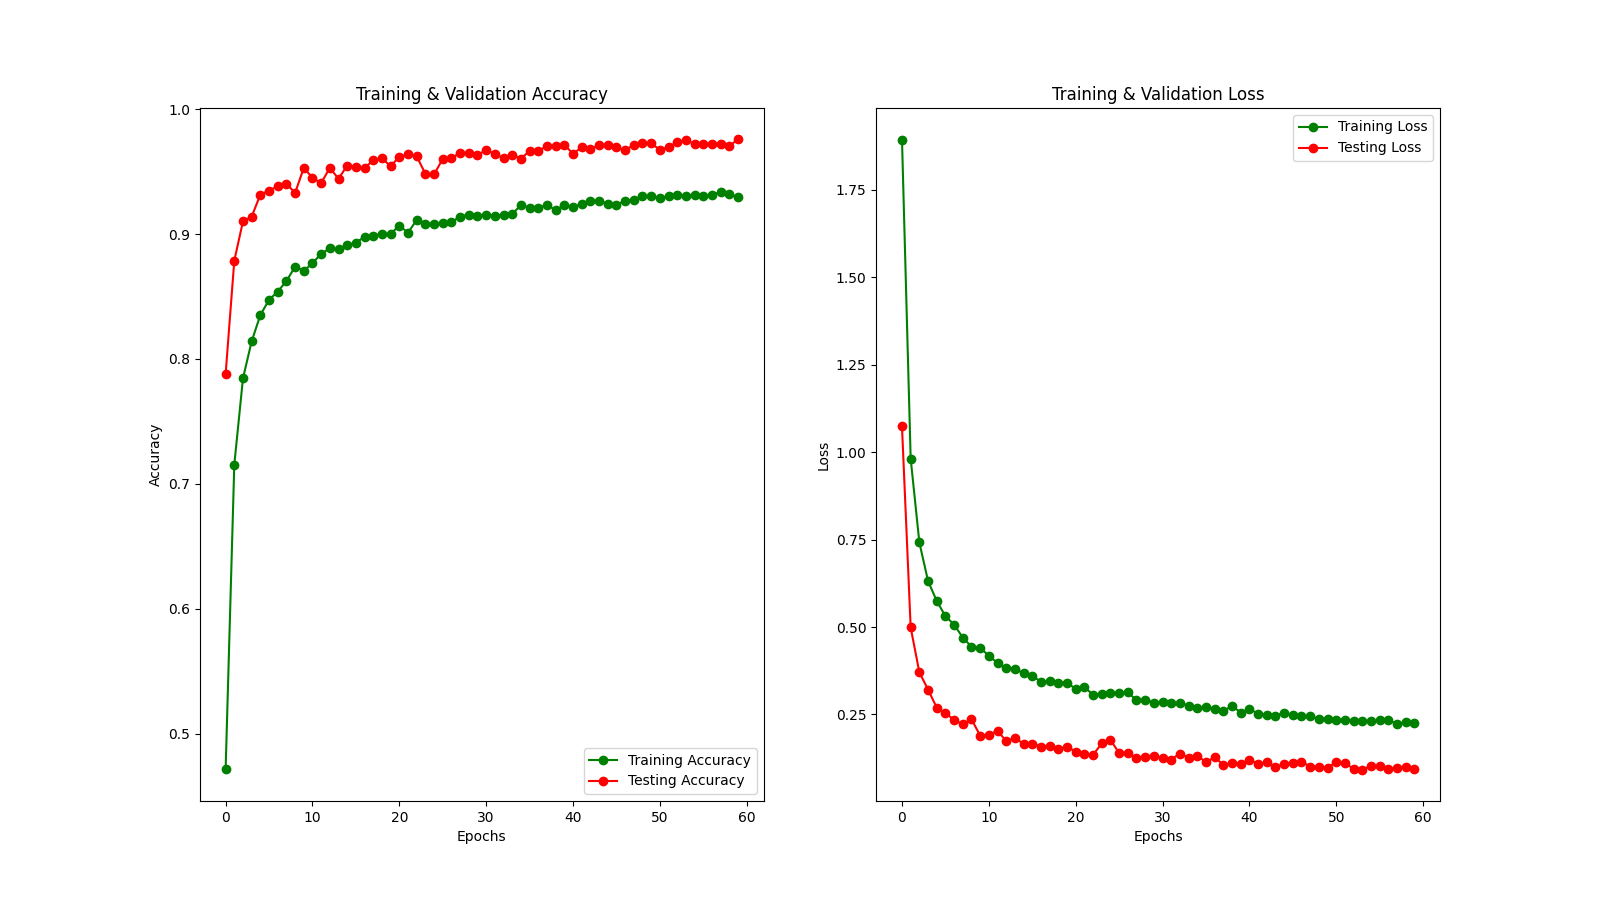 Training & Validation Accuracy
1.0
0.9
0.8
0.7
0.6
0.5
Accuracy
0 10 20 30 40 50 60
Epochs
Training Accuracy
Testing Accuracy
Training & Validation Loss
1.75
1.50
1.25
1.00
0.75
0.50
0.25
Loss
0 10 20 30 40 50 60
Epochs
Training Loss
Testing Loss